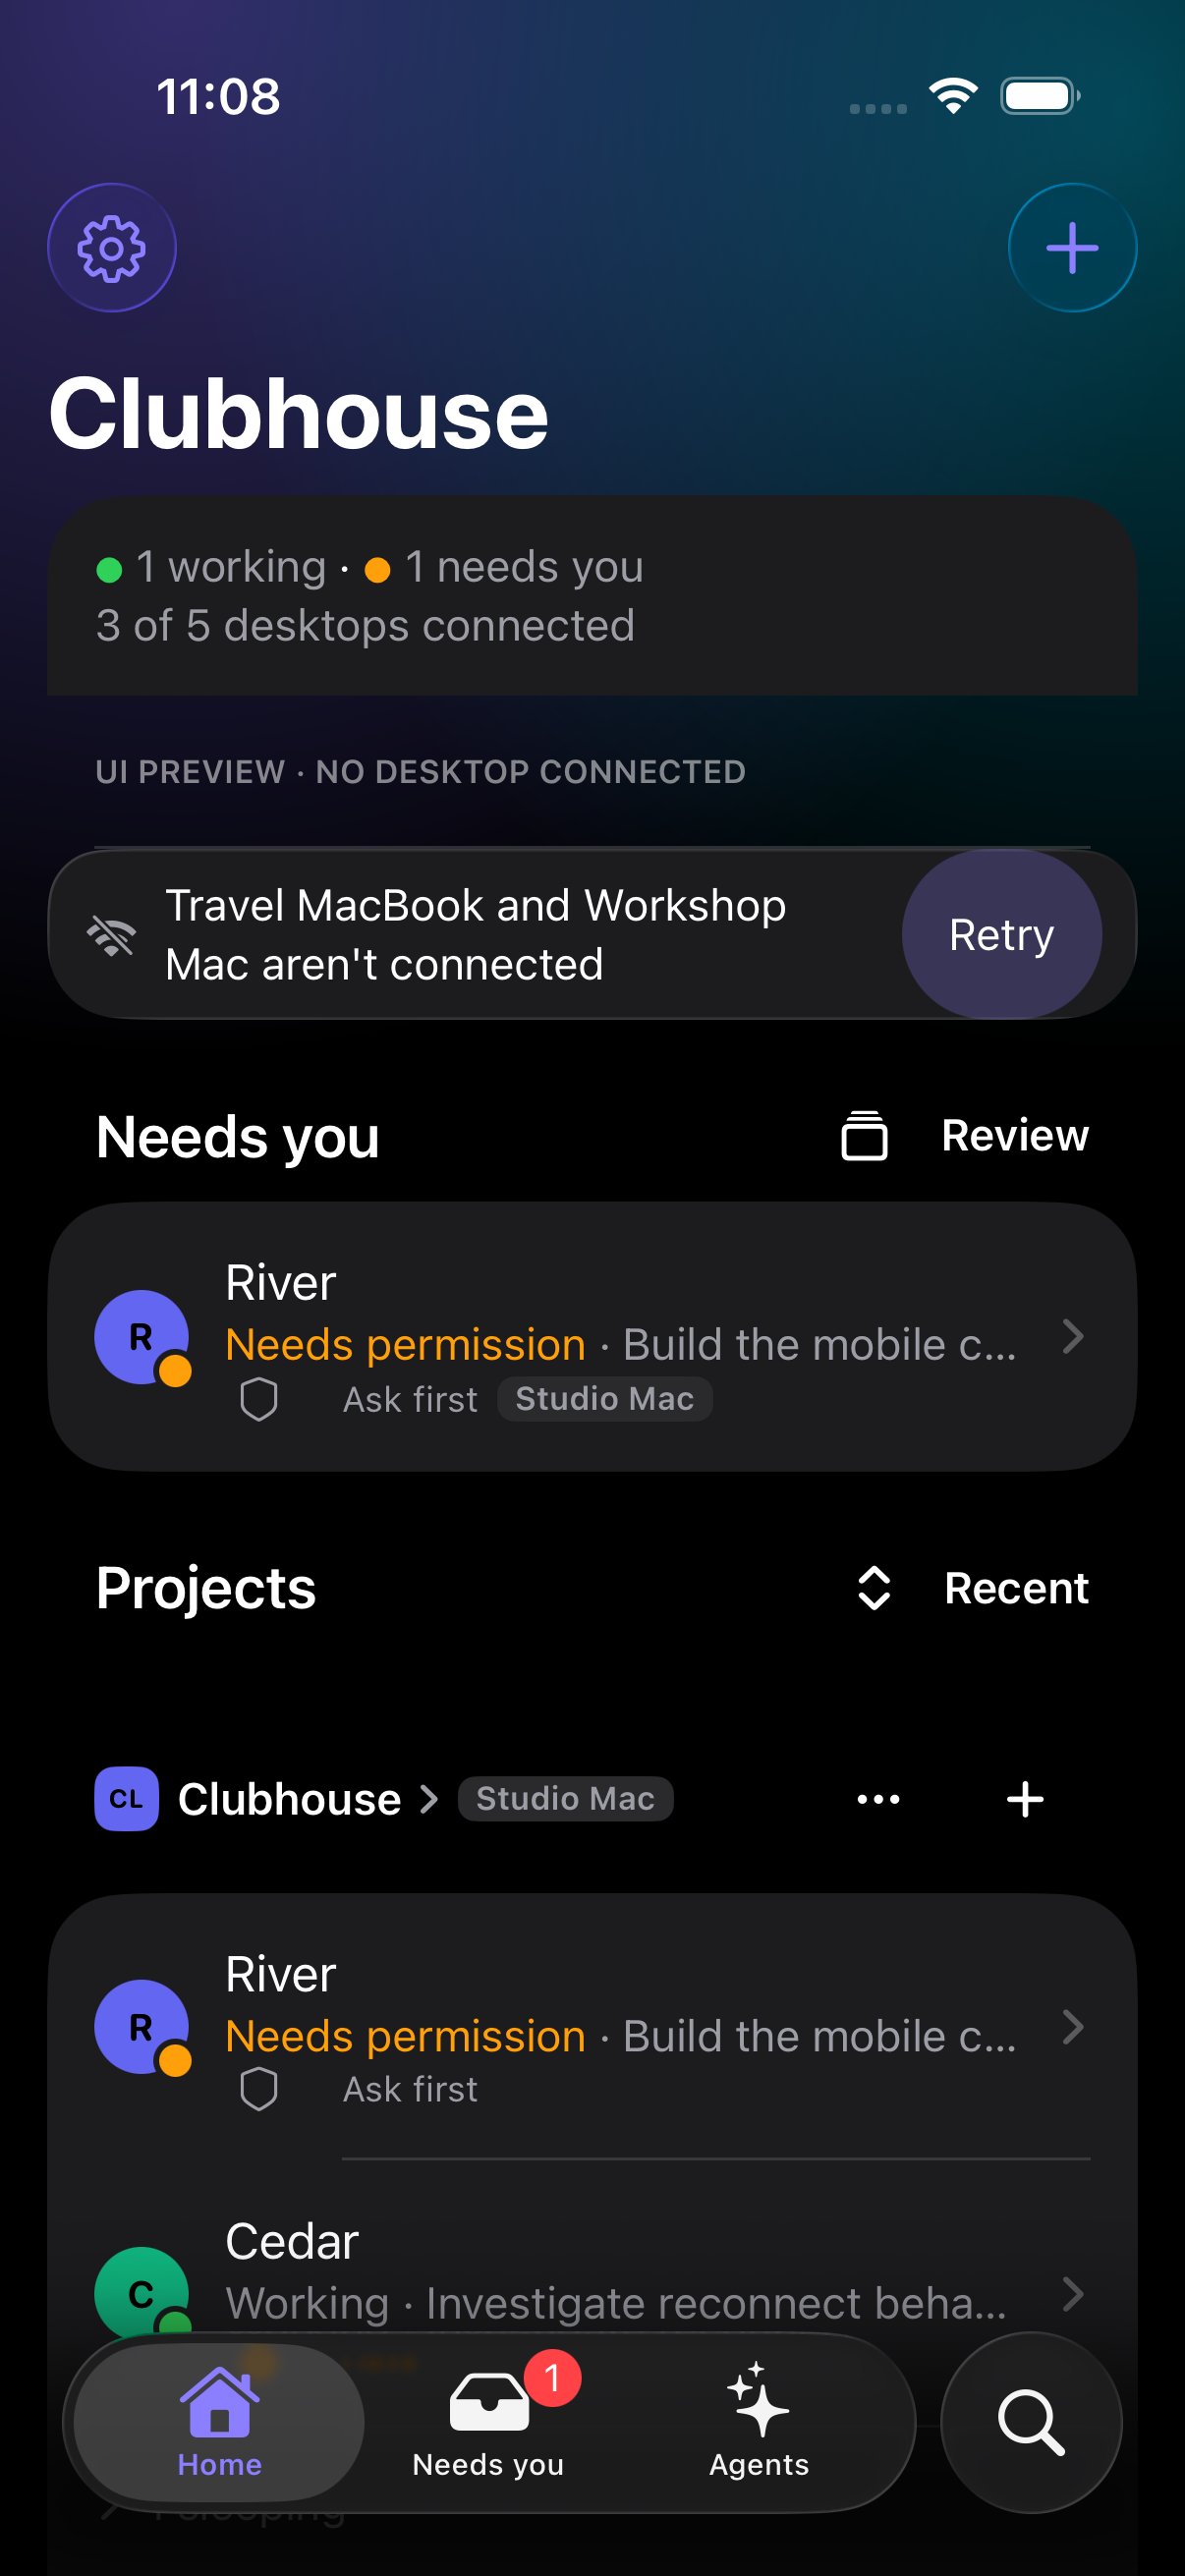 11:08
Clubhouse
1 working · 1 needs you
3 of 5 desktops connected
UI PREVIEW · NO DESKTOP CONNECTED
Travel MacBook and Workshop
Mac aren't connected
Retry
Needs you
Review
R
River
Needs permission · Build the mobile c...
Ask first
Studio Mac
Projects
Recent
CL
Clubhouse
Studio Mac
R
River
Needs permission · Build the mobile c...
Ask first
C
Cedar
Working · Investigate reconnect beha...
1
Home
Needs you
Agents